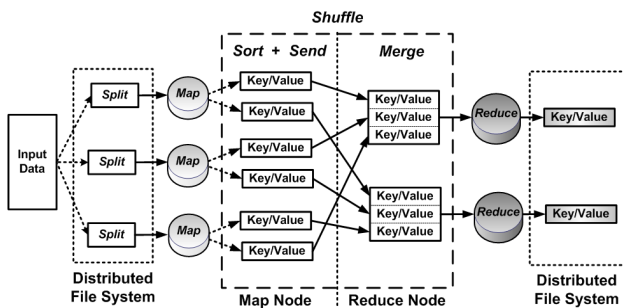 Shuffle
Sort + Send
Merge
Split
Map
Key/Value
Key/Value
Key/Value
Key/Value
Key/Value
Reduce
Key/Value
Input
Data
Split
Map
Key/Value
Key/Value
Split
Map
Key/Value
Key/Value
Key/Value
Key/Value
Key/Value
Reduce
Key/Value
Distributed
File System
Map Node
Reduce Node
Distributed
File System